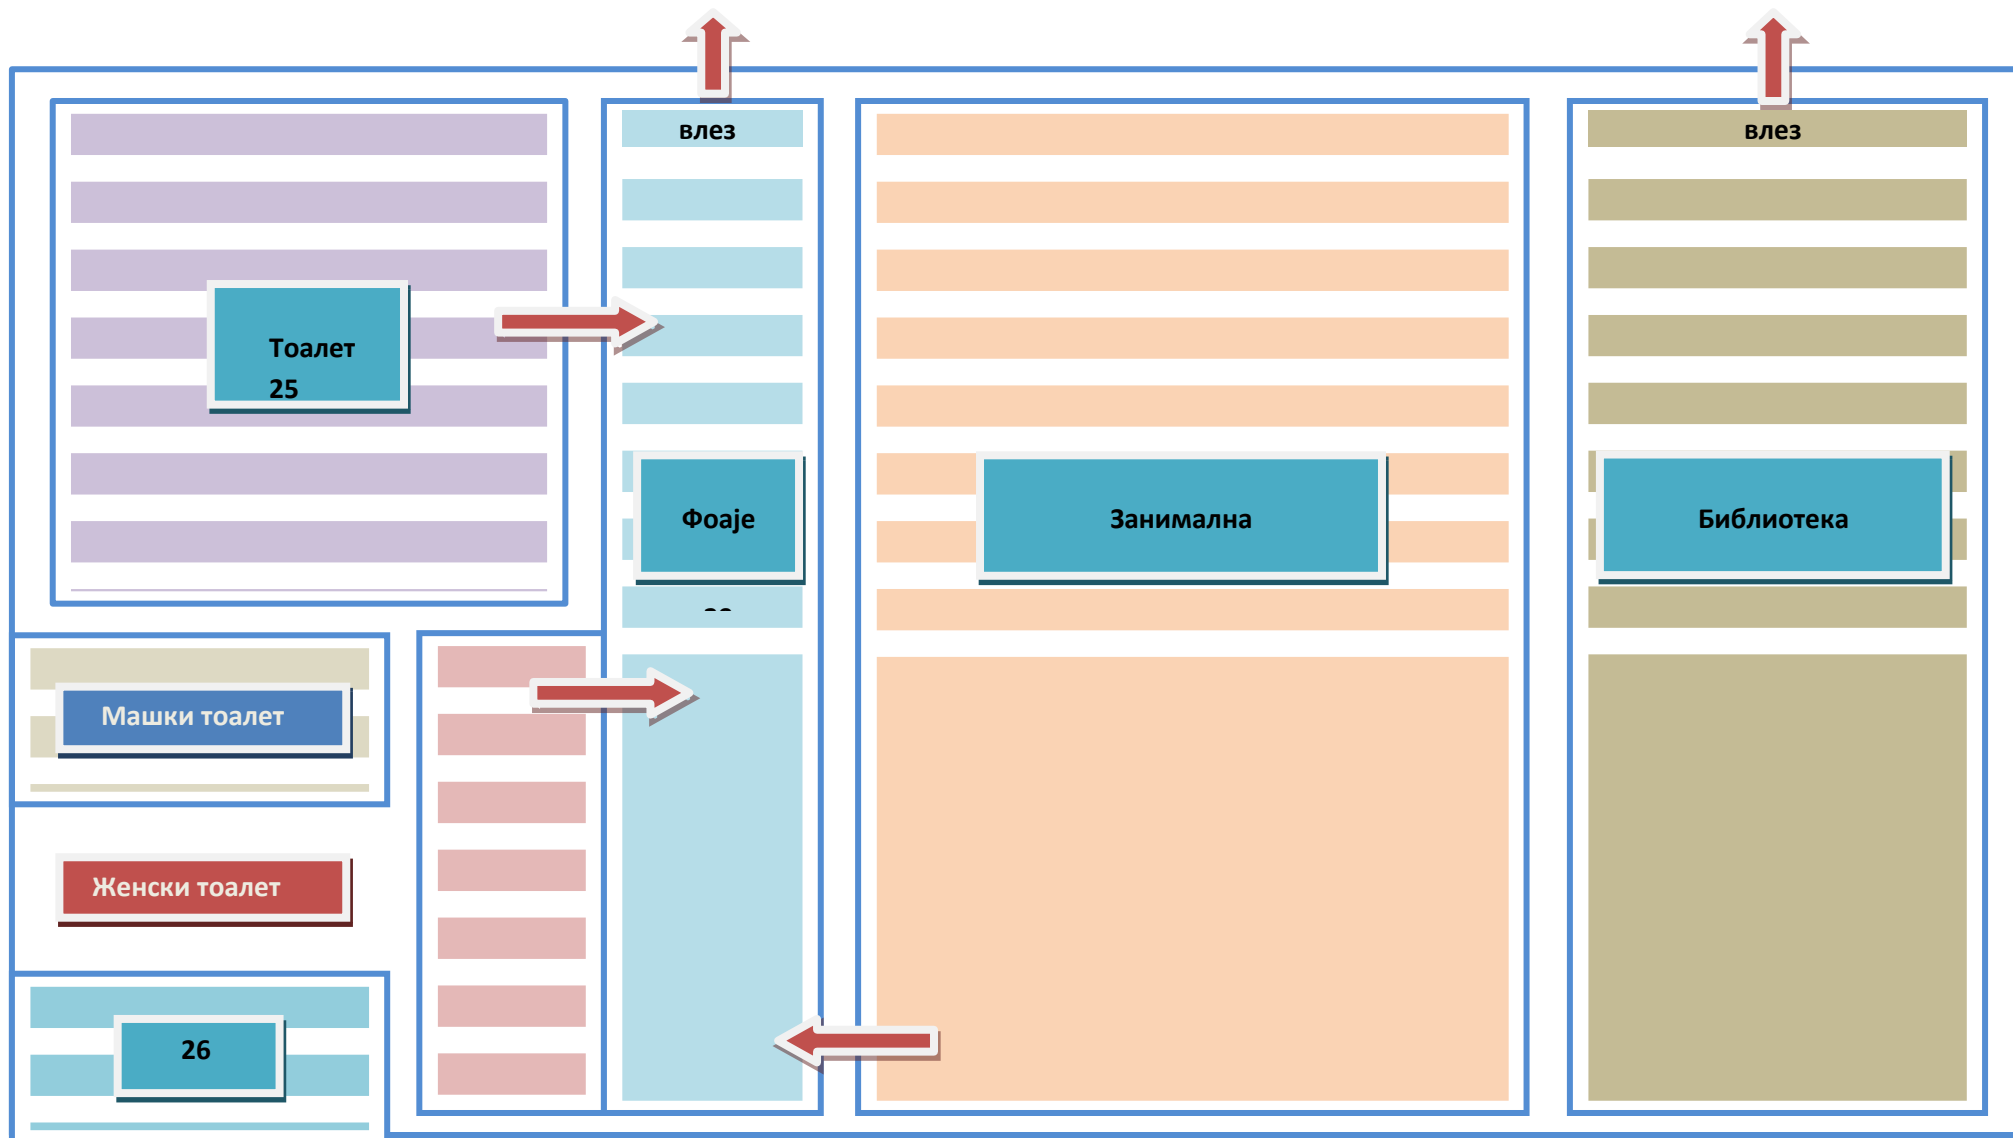 влез
влез
Тоалет
25
Фоаје
Занимална
Библиотека
Машки тоалет
Женски тоалет
26